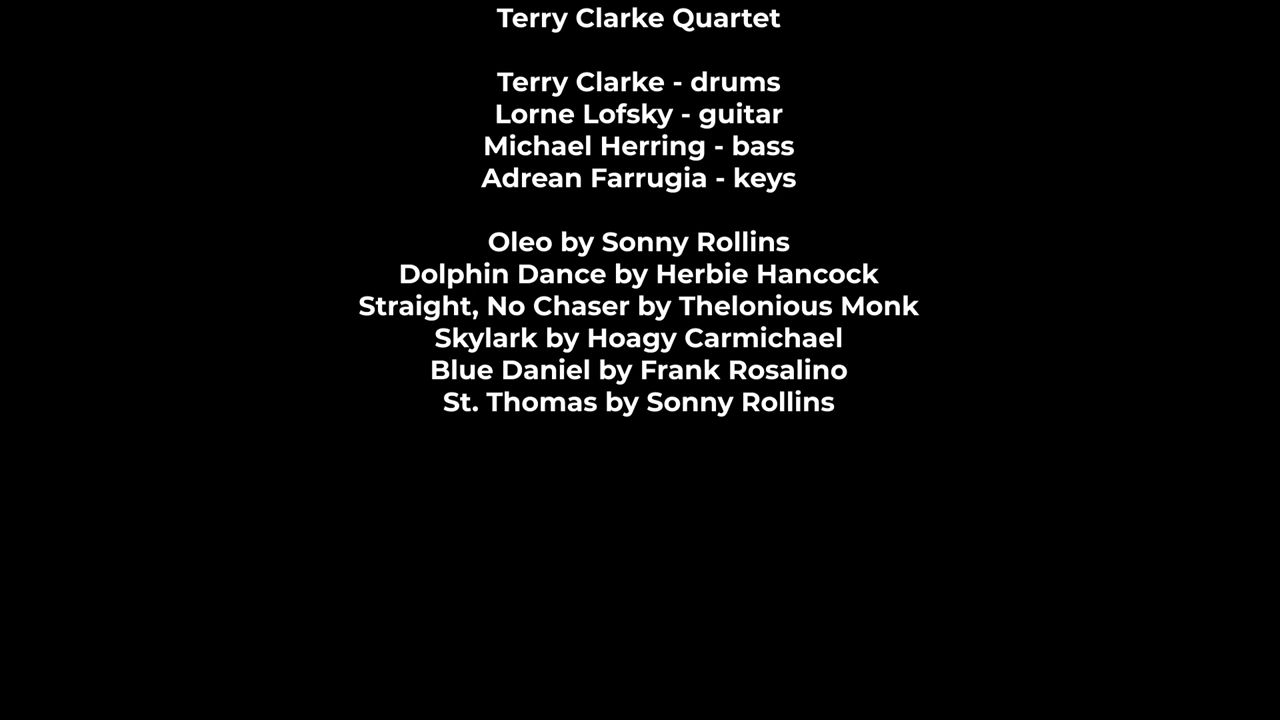 Terry Clarke Quartet
Terry Clarke - drums
Lorne Lofsky - guitar
Michael Herring - bass
Adrean Farrugia - keys
Oleo by Sonny Rollins
Dolphin Dance by Herbie Hancock
Straight, No Chaser by Thelonious Monk
Skylark by Hoagy Carmichael
Blue Daniel by Frank Rosalino
St. Thomas by Sonny Rollins